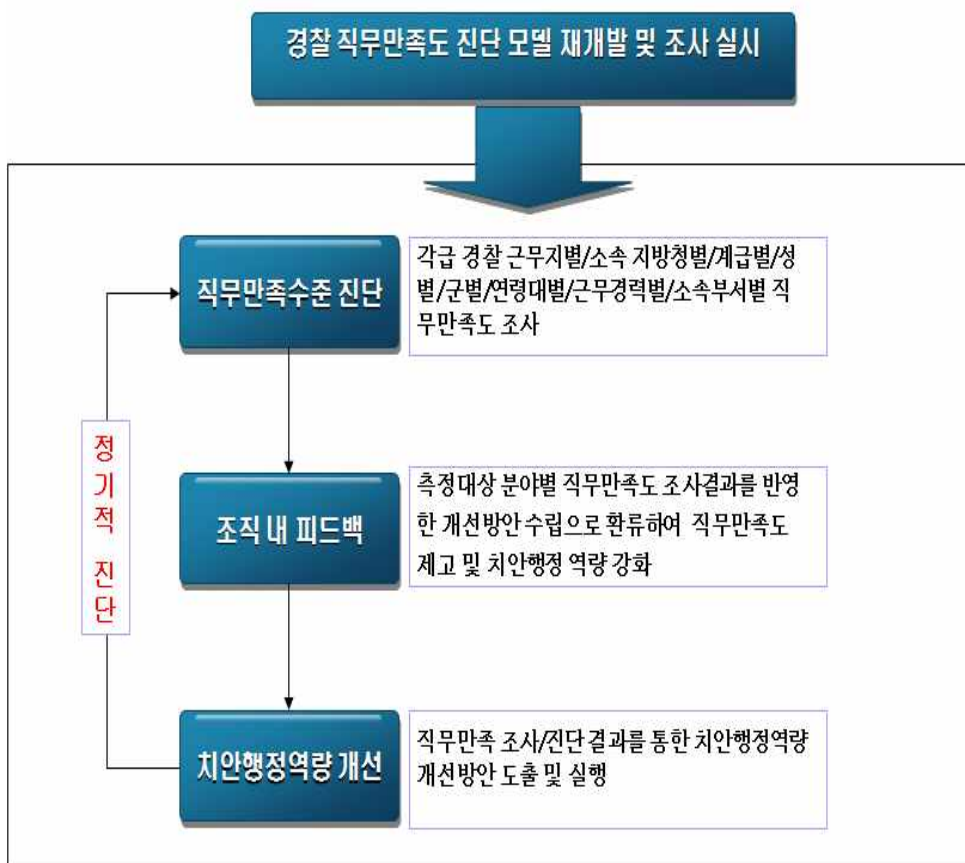 경찰 직무만족도 진단 모델 재개발 및 조사 실시
직무만족수준 진단
각급 경찰 근무지별/소속 지방청별/계급별/성
별/군별/연령대별/근무경력별/소속부서별 직
무만족도 조사
정기적 진단
조직 내 피드백
측정대상 분야별 직무만족도 조사결과를 반영
한 개선방안 수립으로 환류하여 직무만족도
제고 및 치안행정 역량 강화
치안행정역량 개선
직무만족 조사/진단 결과를 통한 치안행정역량
개선방안 도출 및 실행